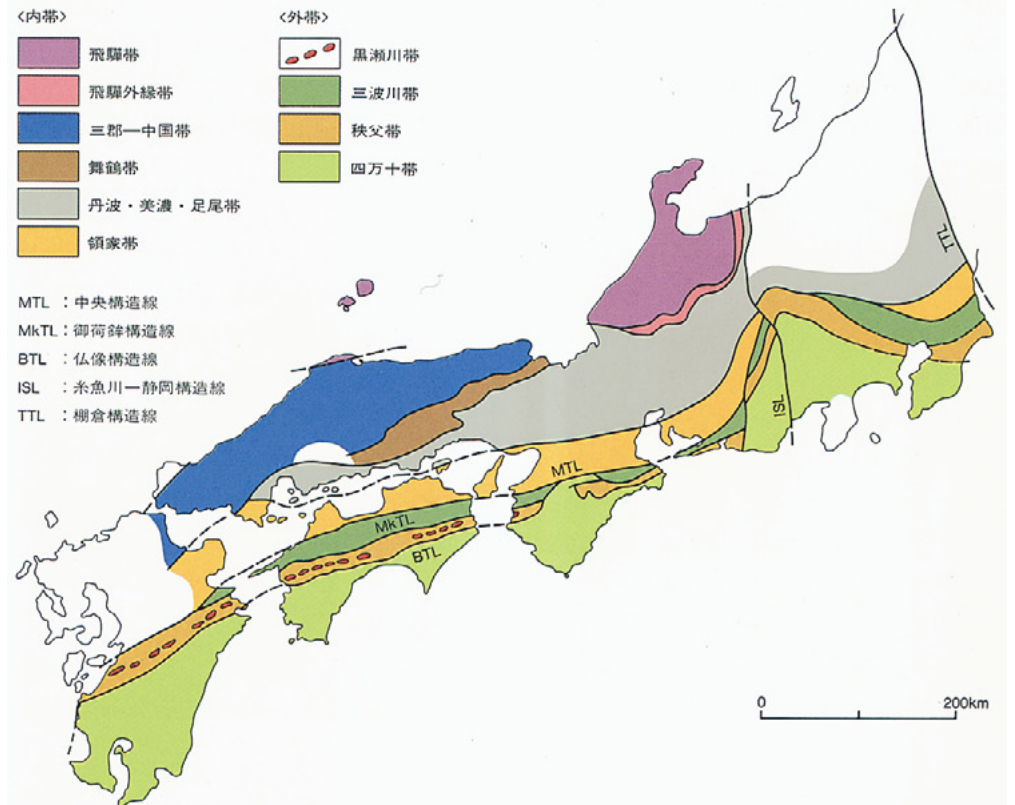 〈内帯〉
飛驒帯
飛驒外縁帯
三郡―中国帯
舞鶴帯
丹波・美濃・足尾帯
領家帯
〈外帯〉
黒瀬川帯
三波川帯
秩父帯
四万十帯
MTL : 中央構造線
MkTL: 御荷鉾構造線
BTL : 仏像構造線
ISL : 糸魚川―静岡構造線
TTL : 棚倉構造線
TTL
ISL
MTL
MkTL
BTL
0 200km